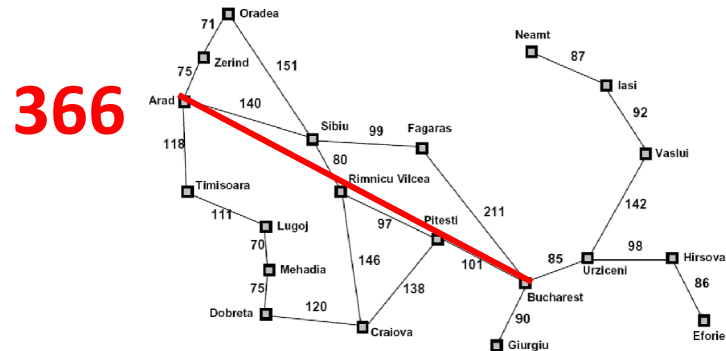 Oradea
71
Neamt
87
Zerind
151
75
Iasi
366
Arad
140
92
Sibiu
99
Fagaras
118
80
Vaslui
Timisoara
Rimnicu Vilcea
211
142
111
Lugoj
97
Pitesti
70
98
Hirsova
Mehadia
146
101
85
Urziceni
75
138
86
Bucharest
Dobreta
120
90
Craiova
Eforie
Giurgiu